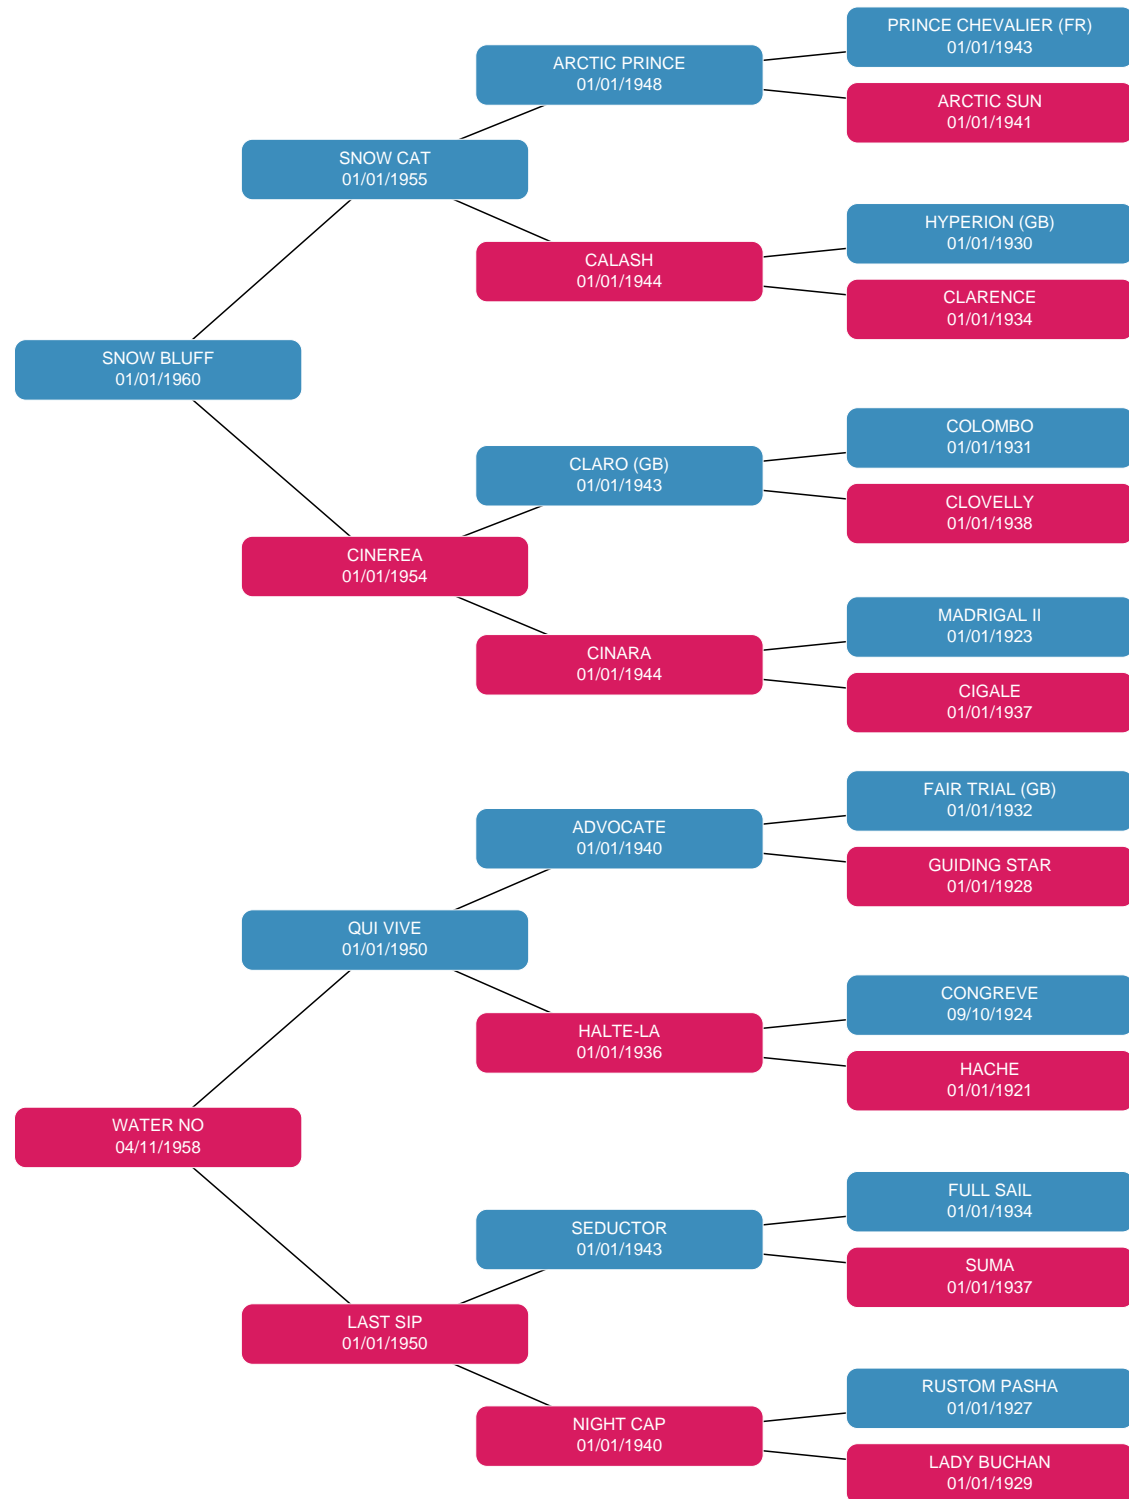 PRINCE CHEVALIER (FR)
01/01/1943
ARCTIC PRINCE
01/01/1948
ARCTIC SUN
01/01/1941
SNOW CAT
01/01/1955
HYPERION (GB)
01/01/1930
CALASH
01/01/1944
CLARENCE
01/01/1934
SNOW BLUFF
01/01/1960
COLOMBO
01/01/1931
CLARO (GB)
01/01/1943
CLOVELLY
01/01/1938
CINEREA
01/01/1954
MADRIGAL II
01/01/1923
CINARA
01/01/1944
CIGALE
01/01/1937
FAIR TRIAL (GB)
01/01/1932
ADVOCATE
01/01/1940
GUIDING STAR
01/01/1928
QUI VIVE
01/01/1950
CONGREVE
09/10/1924
HALTE-LA
01/01/1936
HACHE
01/01/1921
WATER NO
04/11/1958
FULL SAIL
01/01/1934
SEDUCTOR
01/01/1943
SUMA
01/01/1937
LAST SIP
01/01/1950
RUSTOM PASHA
01/01/1927
NIGHT CAP
01/01/1940
LADY BUCHAN
01/01/1929